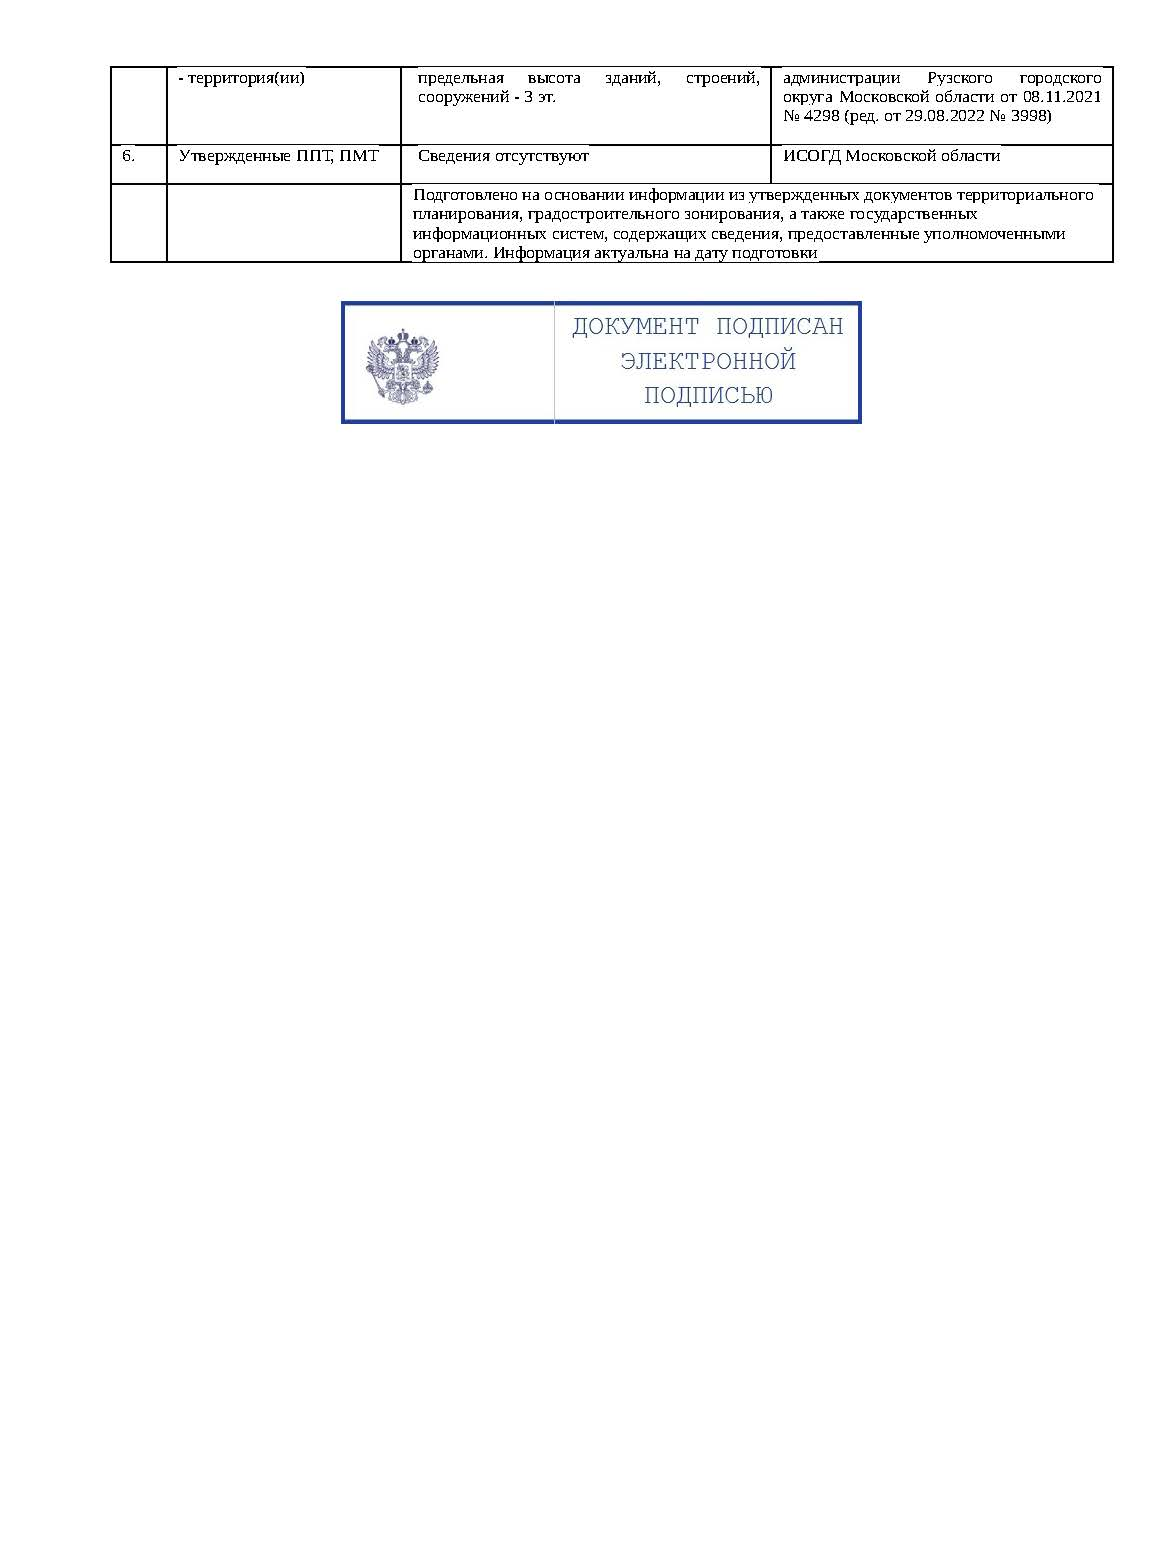 - территория(ии)
предельная высота зданий, строений,
сооружений - 3 эт.
администрации Рузского городского
округа Московской области от 08.11.2021
№ 4298 (ред. от 29.08.2022 № 3998)
6.
Утвержденные ППТ, ПМТ
Сведения отсутствуют
ИСОГД Московской области
Подготовлено на основании информации из утвержденных документов территориального
планирования, градостроительного зонирования, а также государственных
информационных систем, содержащих сведения, предоставленные уполномоченными
органами. Информация актуальна на дату подготовки
ДОКУМЕНТ ПОДПИСАН
ЭЛЕКТРОННОЙ
ПОДПИСЬЮ